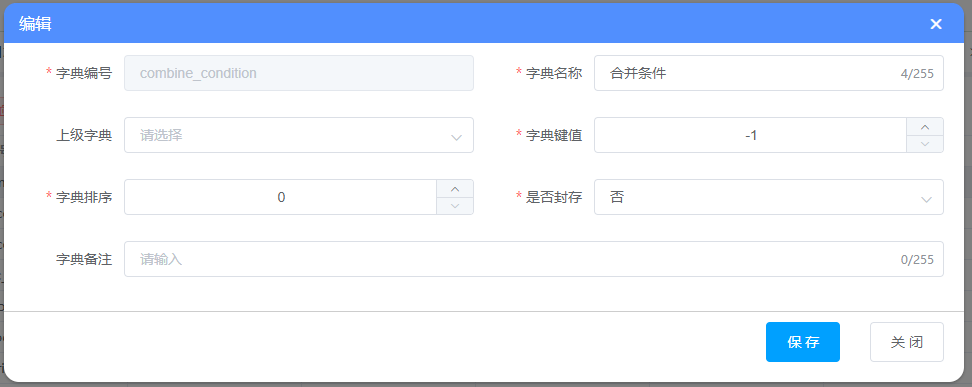 编辑
* 字典编号 combine_condition * 字典名称 合并条件 4/255
上级字典 请选择 * 字典键值 -1
* 字典排序 0 * 是否封存 否
字典备注 请输入 0/255
保存 关闭